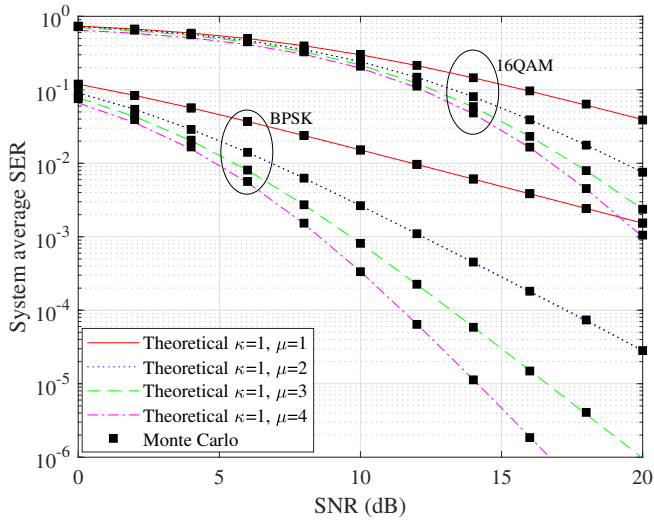 System average SER
10^0
10^-1
10^-2
10^-3
10^-4
10^-5
10^-6
16QAM
BPSK
Theoretical κ=1, μ=1
Theoretical κ=1, μ=2
Theoretical κ=1, μ=3
Theoretical κ=1, μ=4
Monte Carlo
0 5 10 15 20
SNR (dB)